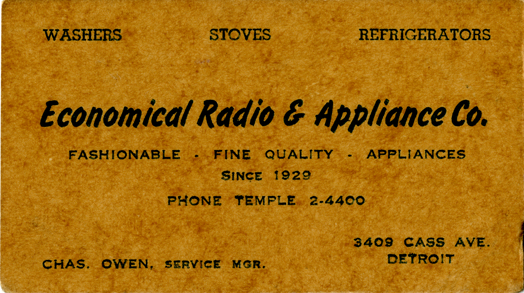 WASHERS STOVES REFRIGERATORS
Economical Radio & Appliance Co.
FASHIONABLE - FINE QUALITY - APPLIANCES
SINCE 1929
PHONE TEMPLE 2-4400
3409 CASS AVE.
DETROIT
CHAS. OWEN, SERVICE MGR.